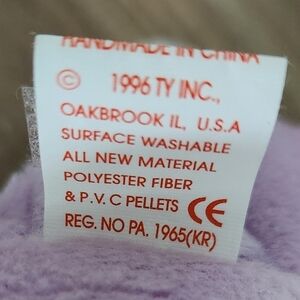 HANDMADE IN CHINA
© 1996 TY INC.,
OAKBROOK IL, U.S.A
SURFACE WASHABLE
ALL NEW MATERIAL
POLYESTER FIBER
& P.V.C PELLETS CE
REG. NO PA. 1965(KR)